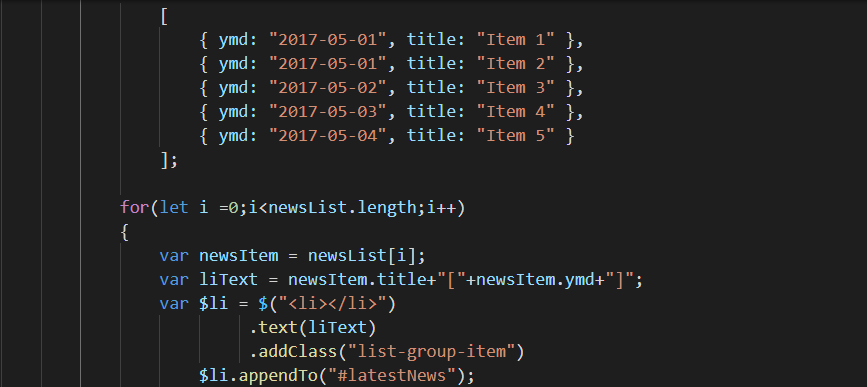 [
{ ymd: "2017-05-01", title: "Item 1" },
{ ymd: "2017-05-01", title: "Item 2" },
{ ymd: "2017-05-02", title: "Item 3" },
{ ymd: "2017-05-03", title: "Item 4" },
{ ymd: "2017-05-04", title: "Item 5" }
];
for(let i =0;i<newsList.length;i++)
{
var newsItem = newsList[i];
var liText = newsItem.title+"["+newsItem.ymd+"]";
var $li = $("<li></li>")
.text(liText)
.addClass("list-group-item")
$li.appendTo("#latestNews");